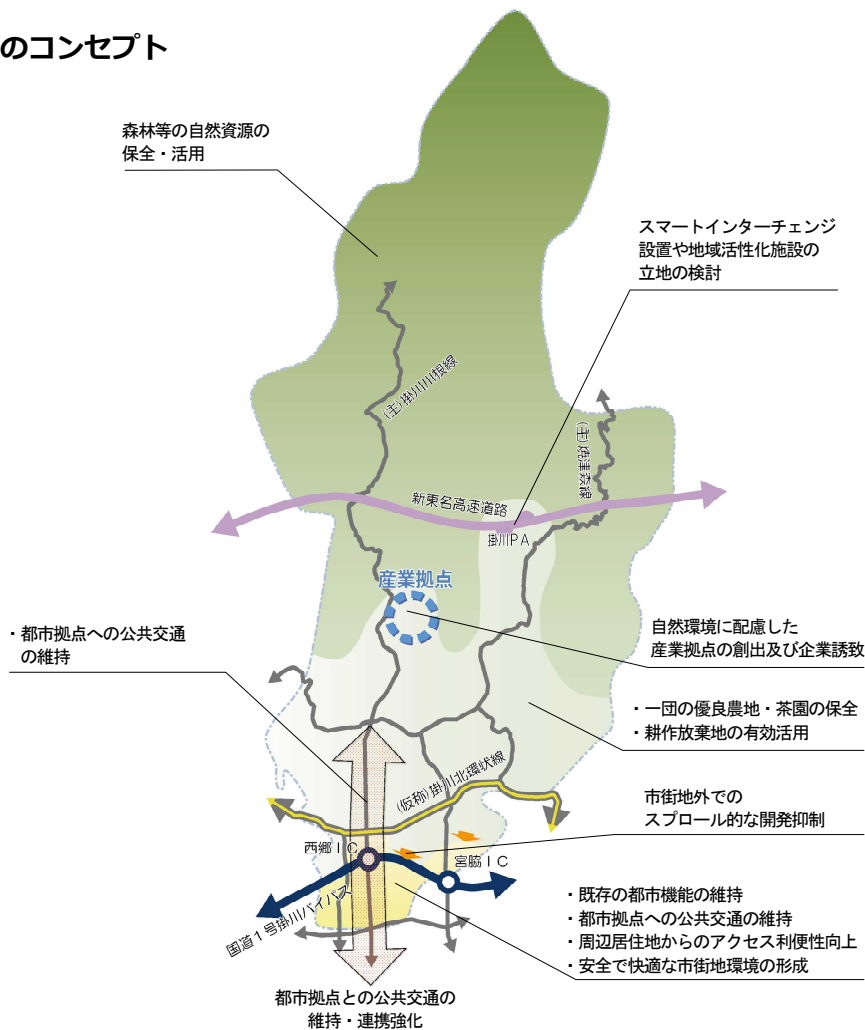 のコンセプト
森林等の自然資源の
保全・活用
スマートインターチェンジ
設置や地域活性化施設の
立地の検討
(主)掛川川根線
(主)焼津森線
新東名高速道路
掛川PA
産業拠点
・都市拠点への公共交通
の維持
自然環境に配慮した
産業拠点の創出及び企業誘致
・一団の優良農地・茶園の保全
・耕作放棄地の有効活用
(仮称)掛川北環状線
市街地外での
スプロール的な開発抑制
西郷IC
宮脇IC
国道1号掛川バイパス
・既存の都市機能の維持
・都市拠点への公共交通の維持
・周辺居住地からのアクセス利便性向上
・安全で快適な市街地環境の形成
都市拠点との公共交通の
維持・連携強化